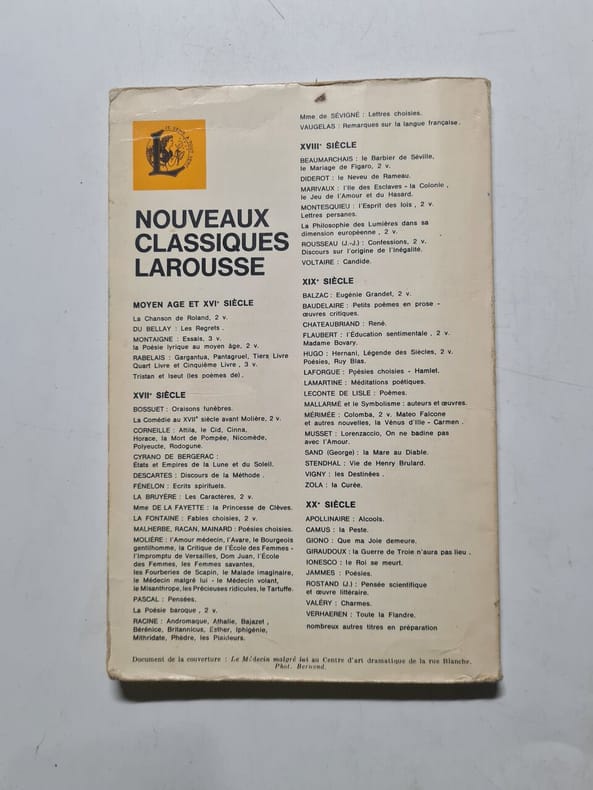 NOUVEAUX
CLASSIQUES
LAROUSSE
MOYEN AGE ET XVIe SIÈCLE
La Chanson de Roland, 2 v.
DU BELLAY : Les Regrets .
MONTAIGNE : Essais, 3 v.
la Poésie lyrique au moyen âge, 2 v.
RABELAIS : Gargantua, Pantagruel, Tiers Livre
Quart Livre et Cinquième Livre , 3 v.
Tristan et Iseut (les poèmes de) .
XVIIe SIÈCLE
BOSSUET : Oraisons funèbres.
La Comédie au XVIIe siècle avant Molière, 2 v.
CORNEILLE : Attila, le Cid, Cinna,
Horace, la Mort de Pompée, Nicomède,
Polyeucte, Rodogune.
CYRANO DE BERGERAC :
États et Empires de la Lune et du Soleil.
DESCARTES : Discours de la Méthode .
FÉNELON : Ecrits spirituels.
LA BRUYÈRE : Les Caractères, 2 v.
Mme DE LA FAYETTE : la Princesse de Clèves.
LA FONTAINE : Fables choisies, 2 v.
MALHERBE, RACAN, MAINARD : Poésies choisies.
MOLIÈRE : l'Amour médecin, l'Avare, le Bourgeois
gentilhomme, la Critique de l'École des Femmes -
l'Impromptu de Versailles, Dom Juan, l'École
des Femmes, les Femmes savantes,
les Fourberies de Scapin, le Malade imaginaire,
le Médecin malgré lui - le Médecin volant,
le Misanthrope, les Précieuses ridicules, le Tartuffe.
PASCAL : Pensées.
La Poésie baroque , 2 v.
RACINE : Andromaque, Athalie, Bajazet ,
Bérénice, Britannicus, Esther, Iphigénie,
Mithridate, Phèdre, les Plaideurs.
Mme de SÉVIGNÉ : Lettres choisies.
VAUGELAS : Remarques sur la langue française .
XVIIIe SIÈCLE
BEAUMARCHAIS : le Barbier de Séville,
le Mariage de Figaro, 2 v.
DIDEROT : le Neveu de Rameau.
MARIVAUX : l'Ile des Esclaves - la Colonie ,
le Jeu de l'Amour et du Hasard.
MONTESQUIEU : l'Esprit des lois , 2 v.
Lettres persanes.
La Philosophie des Lumières dans sa
dimension européenne , 2 v.
ROUSSEAU (J.-J.) : Confessions, 2 v.
Discours sur l'origine de l'Inégalité.
VOLTAIRE : Candide.
XIXe SIÈCLE
BALZAC : Eugénie Grandet, 2 v.
BAUDELAIRE : Petits poèmes en prose -
œuvres critiques.
CHATEAUBRIAND : René.
FLAUBERT : l'Éducation sentimentale , 2 v.
Madame Bovary.
HUGO : Hernani, Légende des Siècles, 2 v.
Poésies, Ruy Blas.
LAFORGUE : Poésies choisies - Hamlet.
LAMARTINE : Méditations poétiques.
LECONTE DE LISLE : Poèmes.
MALLARMÉ et le Symbolisme : auteurs et œuvres.
MÉRIMÉE : Colomba, 2 v. Mateo Falcone
et autres nouvelles, la Vénus d'Ille - Carmen .
MUSSET : Lorenzaccio, On ne badine pas
avec l'Amour.
SAND (George) : la Mare au Diable.
STENDHAL : Vie de Henry Brulard.
VIGNY : les Destinées .
ZOLA : la Curée.
XXe SIÈCLE
APOLLINAIRE : Alcools.
CAMUS : la Peste.
GIONO : Que ma Joie demeure.
GIRAUDOUX : la Guerre de Troie n'aura pas lieu .
IONESCO : le Roi se meurt.
JAMMES : Poésies.
ROSTAND (J.) : Pensée scientifique
et œuvre littéraire.
VALÉRY : Charmes.
VERHAEREN : Toute la Flandre.
nombreux autres titres en préparation
Document de la couverture : Le Médecin malgré lui au Centre d'art dramatique de la rue Blanche.
Phot. Bernand.